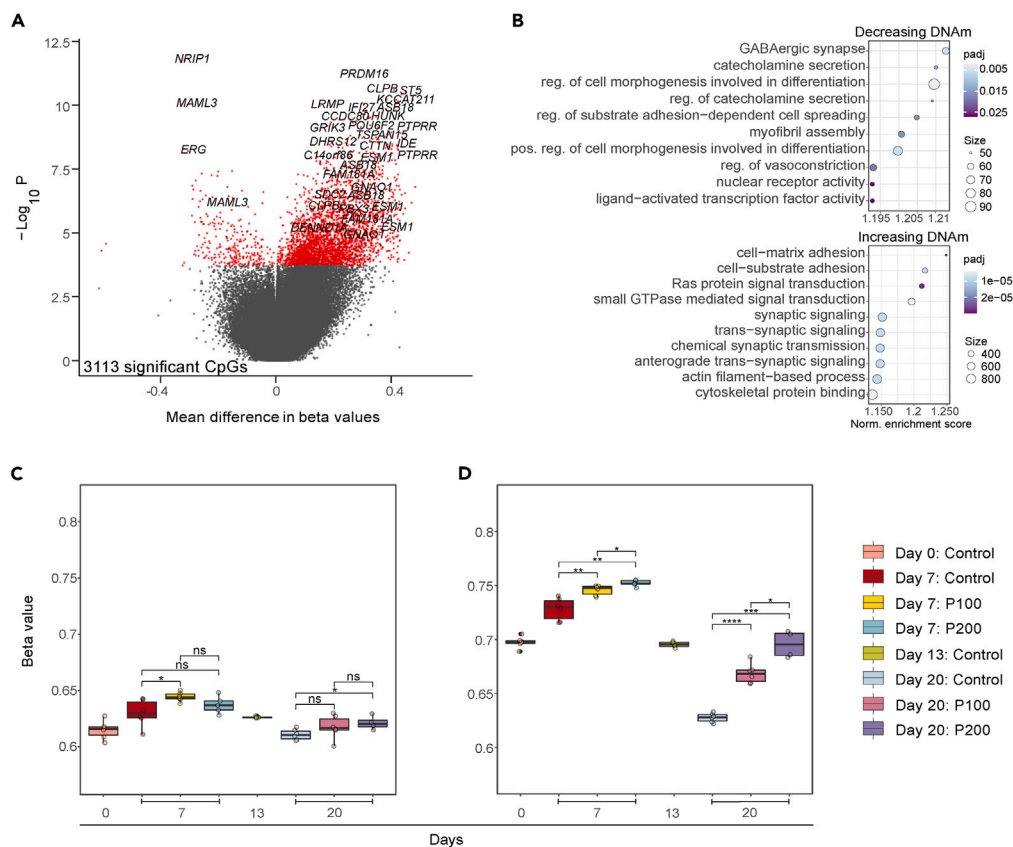 A
12.5
10.0
7.5
5.0
2.5
0
− Log10 P
NRIP1
MAML3
ERG
MAML3
PRDM16
CLPB ST5
KCCAT211
LRMP IFI27 ASB18
CCDC80 HUNK
GRIK3 POU6F2 PTPRR
TSPAN15
DHRS12 CTTN IDE
C14orf86 ESM1 PTPRR
ASB18
FAM181A
GNAO1
SDC2 ASB18
CLPB PBX3 ESM1
FAM181A
DENND1A ESM1
GNAO1
3113 significant CpGs
-0.4 0 0.4
Mean difference in beta values
B
Decreasing DNAm
GABAergic synapse
catecholamine secretion
reg. of cell morphogenesis involved in differentiation
reg. of catecholamine secretion
reg. of substrate adhesion−dependent cell spreading
myofibril assembly
pos. reg. of cell morphogenesis involved in differentiation
reg. of vasoconstriction
nuclear receptor activity
ligand−activated transcription factor activity
1.195 1.205 1.21
padj
0.005
0.015
0.025
Size
50
60
70
80
90
Increasing DNAm
cell−matrix adhesion
cell−substrate adhesion
Ras protein signal transduction
small GTPase mediated signal transduction
synaptic signaling
trans−synaptic signaling
chemical synaptic transmission
anterograde trans−synaptic signaling
actin filament−based process
cytoskeletal protein binding
1.150 1.2 1.250
Norm. enrichment score
padj
1e−05
2e−05
Size
400
600
800
C
0.8
0.75
0.7
0.65
0.6
Beta value
ns
ns
*
ns
*
ns
0 7 13 20
D
0.8
0.75
0.7
0.65
0.6
*
**
**
*
***
****
0 7 13 20
Days
Day 0: Control
Day 7: Control
Day 7: P100
Day 7: P200
Day 13: Control
Day 20: Control
Day 20: P100
Day 20: P200